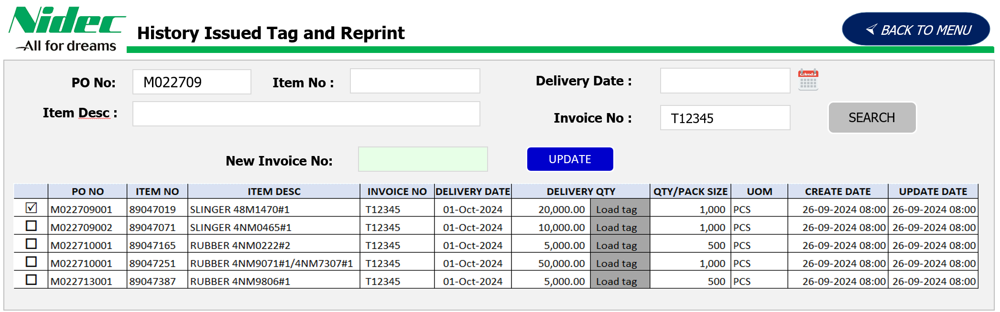 Nidec
All for dreams
History Issued Tag and Reprint
BACK TO MENU
PO No: M022709 Item No : Delivery Date : Calendar
Item Desc : Invoice No : T12345 SEARCH
New Invoice No: UPDATE
PO NO ITEM NO ITEM DESC INVOICE NO DELIVERY DATE DELIVERY QTY QTY/PACK SIZE UOM CREATE DATE UPDATE DATE
M022709001 89047019 SLINGER 48M1470#1 T12345 01-Oct-2024 20,000.00 Load tag 1,000 PCS 26-09-2024 08:00 26-09-2024 08:00
M022709002 89047071 SLINGER 4NM0465#1 T12345 01-Oct-2024 10,000.00 Load tag 1,000 PCS 26-09-2024 08:00 26-09-2024 08:00
M022710001 89047165 RUBBER 4NM0222#2 T12345 01-Oct-2024 5,000.00 Load tag 500 PCS 26-09-2024 08:00 26-09-2024 08:00
M022710001 89047251 RUBBER 4NM9071#1/4NM7307#1 T12345 01-Oct-2024 50,000.00 Load tag 1,000 PCS 26-09-2024 08:00 26-09-2024 08:00
M022713001 89047387 RUBBER 4NM9806#1 T12345 01-Oct-2024 5,000.00 Load tag 500 PCS 26-09-2024 08:00 26-09-2024 08:00